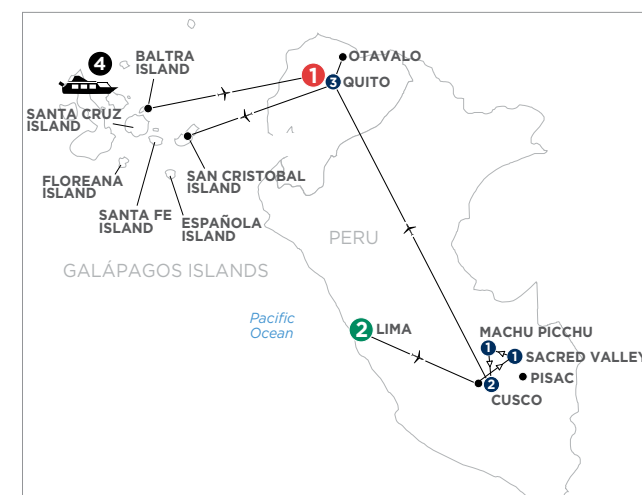 4
BALTRA
ISLAND
OTAVALO
1
3
QUITO
SANTA CRUZ
ISLAND
FLOREANA
ISLAND
SANTA FE
ISLAND
SAN CRISTOBAL
ISLAND
ESPAÑOLA
ISLAND
PERU
GALÁPAGOS ISLANDS
Pacific
Ocean
2
LIMA
MACHU PICCHU
1
1
SACRED VALLEY
PISAC
2
CUSCO